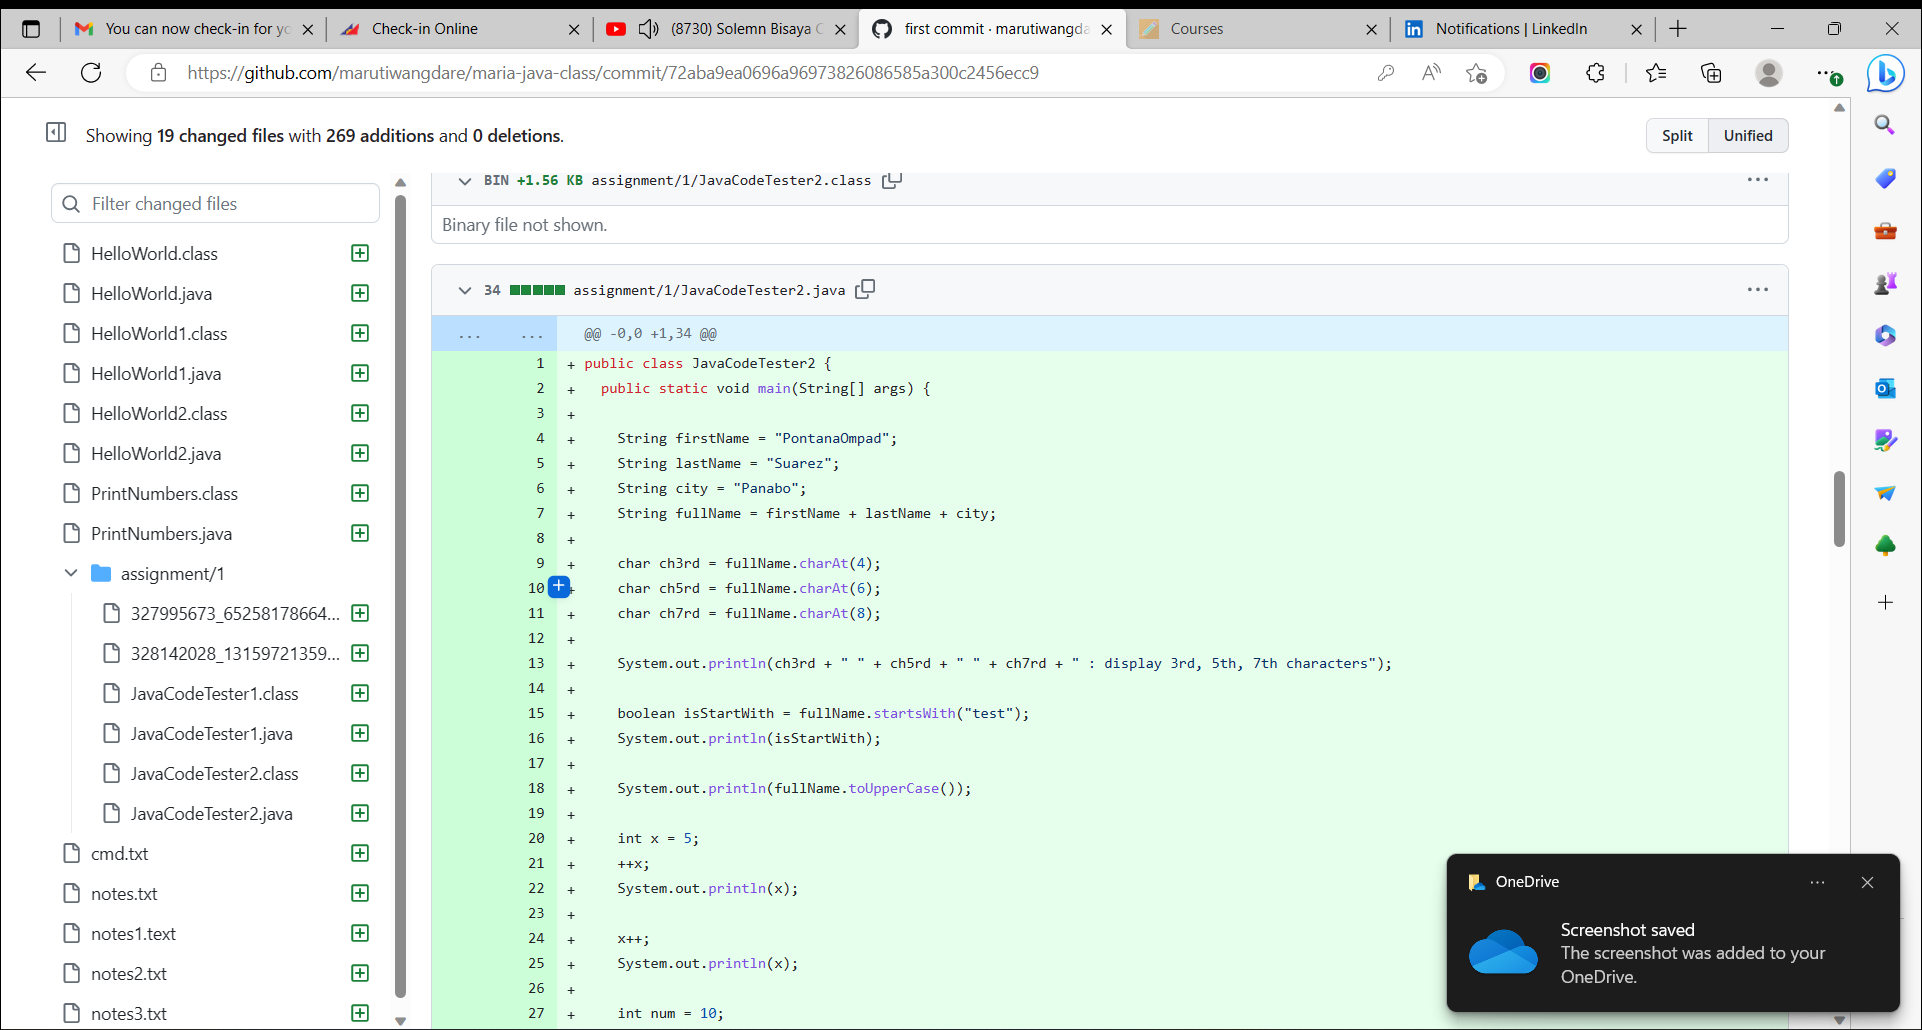 You can now check-in for yo
Check-in Online
(8730) Solemn Bisaya C
first commit · marutiwangda
Courses
Notifications | LinkedIn
https://github.com/marutiwangdare/maria-java-class/commit/72aba9ea0696a96973826086585a300c2456ecc9
Showing 19 changed files with 269 additions and 0 deletions.
Split
Unified
Filter changed files
HelloWorld.class
HelloWorld.java
HelloWorld1.class
HelloWorld1.java
HelloWorld2.class
HelloWorld2.java
PrintNumbers.class
PrintNumbers.java
assignment/1
327995673_65258178664...
328142028_13159721359...
JavaCodeTester1.class
JavaCodeTester1.java
JavaCodeTester2.class
JavaCodeTester2.java
cmd.txt
notes.txt
notes1.text
notes2.txt
notes3.txt
BIN +1.56 KB assignment/1/JavaCodeTester2.class
Binary file not shown.
34 assignment/1/JavaCodeTester2.java
... ... @@ -0,0 +1,34 @@
1 + public class JavaCodeTester2 {
2 + public static void main(String[] args) {
3 +
4 + String firstName = "PontanaOmpad";
5 + String lastName = "Suarez";
6 + String city = "Panabo";
7 + String fullName = firstName + lastName + city;
8 +
9 + char ch3rd = fullName.charAt(4);
10 + char ch5rd = fullName.charAt(6);
11 + char ch7rd = fullName.charAt(8);
12 +
13 + System.out.println(ch3rd + " " + ch5rd + " " + ch7rd + " : display 3rd, 5th, 7th characters");
14 +
15 + boolean isStartWith = fullName.startsWith("test");
16 + System.out.println(isStartWith);
17 +
18 + System.out.println(fullName.toUpperCase());
19 +
20 + int x = 5;
21 + ++x;
22 + System.out.println(x);
23 +
24 + x++;
25 + System.out.println(x);
26 +
27 + int num = 10;
OneDrive
Screenshot saved
The screenshot was added to your
OneDrive.